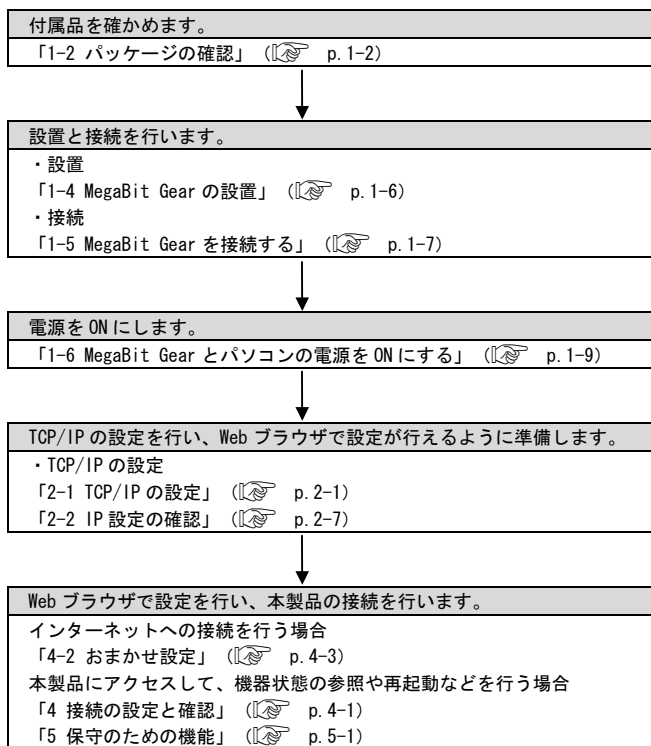 付属品を確かめます。
「1-2 パッケージの確認」（ p.1-2）
設置と接続を行います。
・設置
「1-4 MegaBit Gear の設置」（ p.1-6）
・接続
「1-5 MegaBit Gear を接続する」（ p.1-7）
電源を ON にします。
「1-6 MegaBit Gear とパソコンの電源を ON にする」（ p.1-9）
TCP/IP の設定を行い、Web ブラウザで設定が行えるように準備します。
・TCP/IP の設定
「2-1 TCP/IP の設定」（ p.2-1）
「2-2 IP 設定の確認」（ p.2-7）
Web ブラウザで設定を行い、本製品の接続を行います。
インターネットへの接続を行う場合
「4-2 おまかせ設定」（ p.4-3）
本製品にアクセスして、機器状態の参照や再起動などを行う場合
「4 接続の設定と確認」（ p.4-1）
「5 保守のための機能」（ p.5-1）